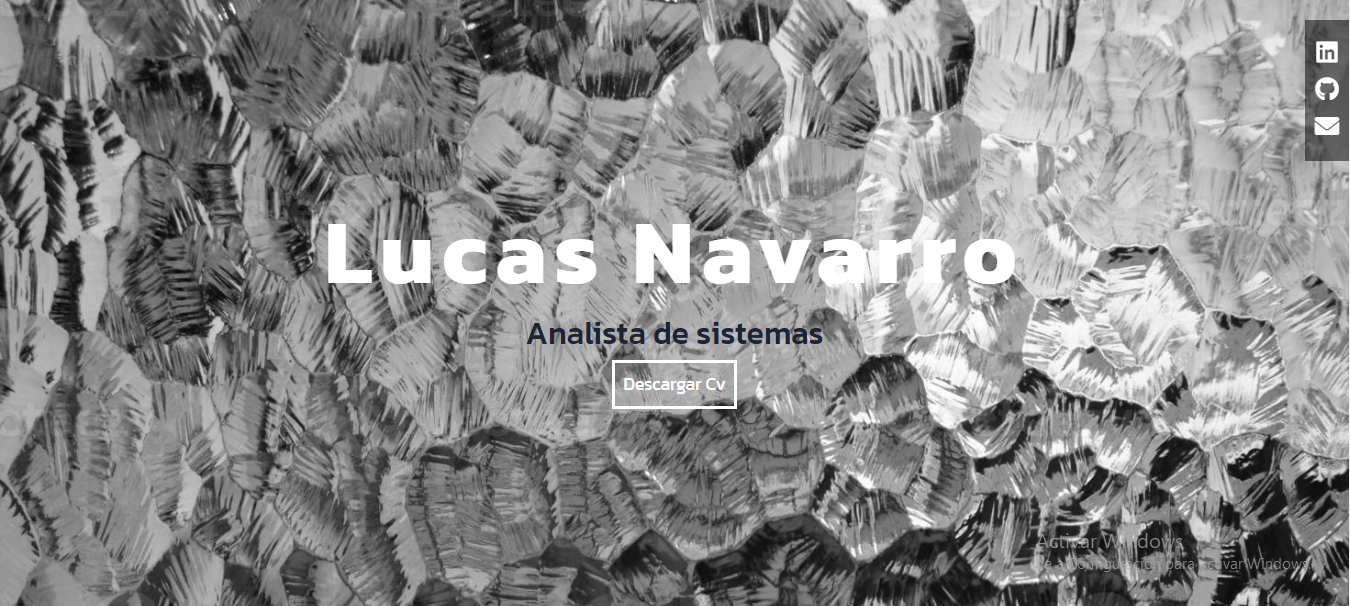 Lucas Navarro
Analista de sistemas
Descargar Cv
Activar Windows
Ve a Configuración para activar Windows.